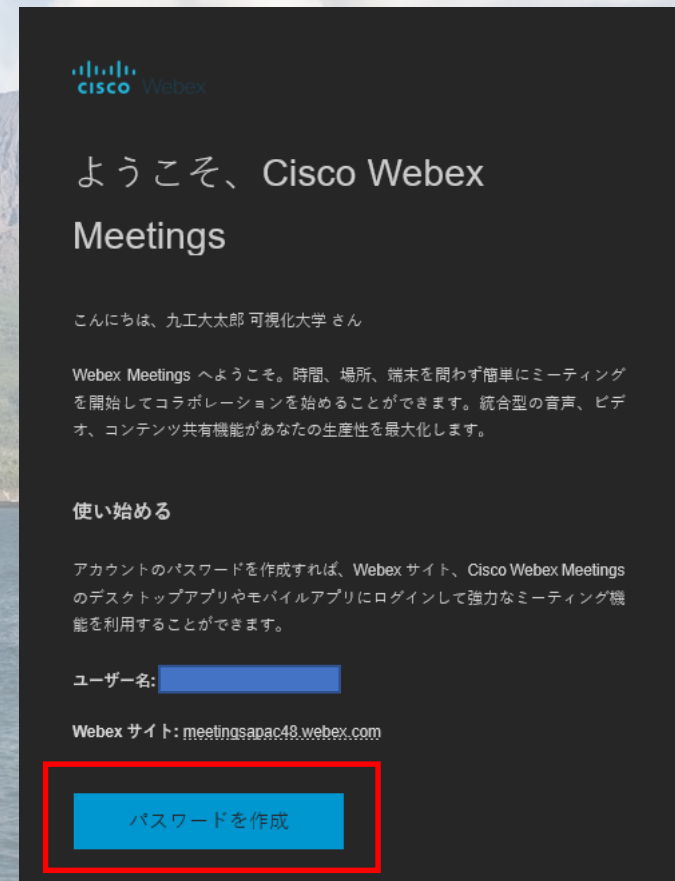 CISCO Webex
ようこそ、Cisco Webex
Meetings
こんにちは、九工大太郎 可視化大学 さん
Webex Meetings へようこそ。時間、場所、端末を問わず簡単にミーティング
を開始してコラボレーションを始めることができます。統合型の音声、ビデ
オ、コンテンツ共有機能があなたの生産性を最大化します。
使い始める
アカウントのパスワードを作成すれば、Webex サイト、Cisco Webex Meetings
のデスクトップアプリやモバイルアプリにログインして強力なミーティング機
能を利用することができます。
ユーザー名:
Webex サイト: meetingsapac48.webex.com
パスワードを作成